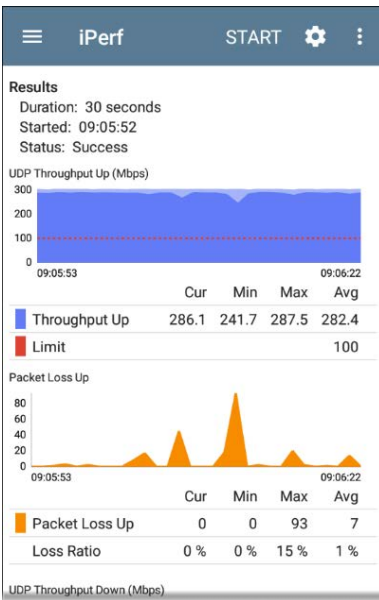 iPerf START
Results
Duration: 30 seconds
Started: 09:05:52
Status: Success
UDP Throughput Up (Mbps)
300
200
100
0
09:05:53 09:06:22
Cur Min Max Avg
Throughput Up 286.1 241.7 287.5 282.4
Limit 100
Packet Loss Up
80
60
40
20
0
09:05:53 09:06:22
Cur Min Max Avg
Packet Loss Up 0 0 93 7
Loss Ratio 0 % 0 % 15 % 1 %
UDP Throughput Down (Mbps)